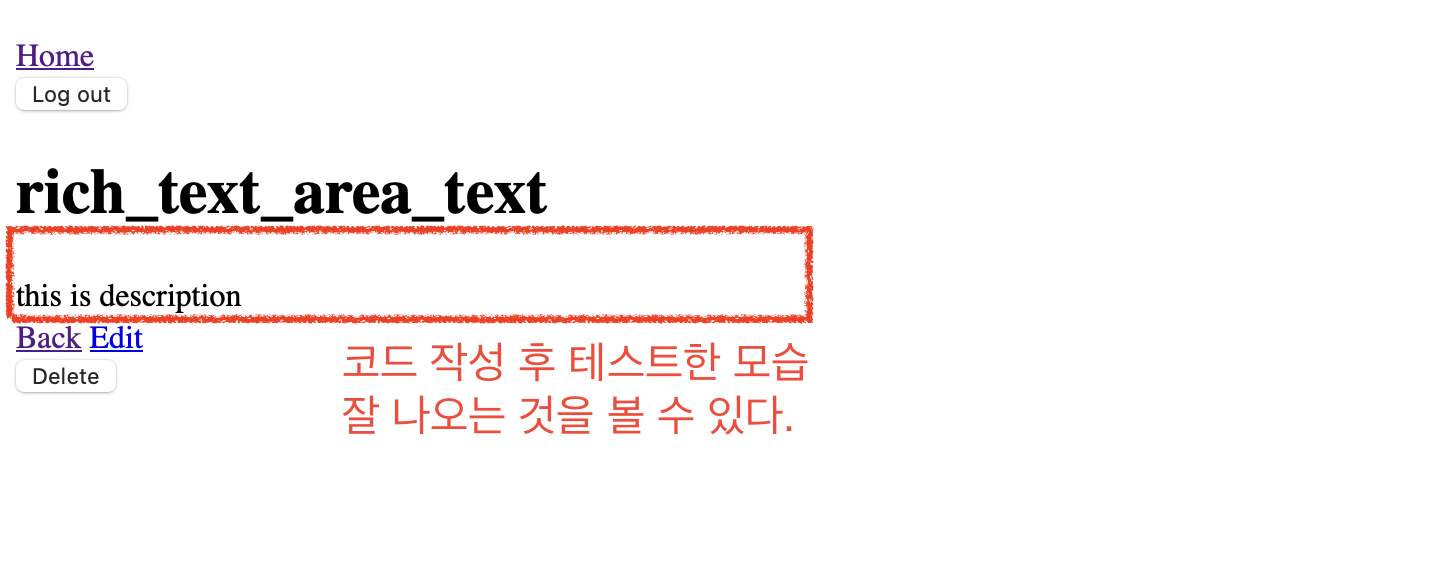 Home
Log out
rich_text_area_text
this is description
Back Edit
Delete
코드 작성 후 테스트한 모습
잘 나오는 것을 볼 수 있다.